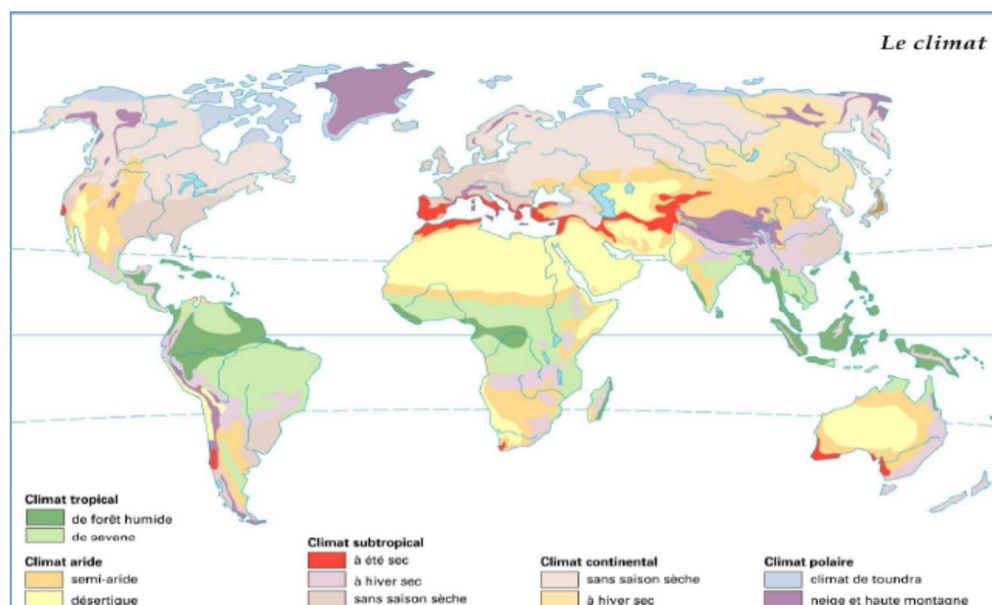 Le climat
Climat tropical
de forêt humide
de savane
Climat aride
semi-aride
désertique
Climat subtropical
à été sec
à hiver sec
sans saison sèche
Climat continental
sans saison sèche
à hiver sec
Climat polaire
climat de toundra
neige et haute montagne